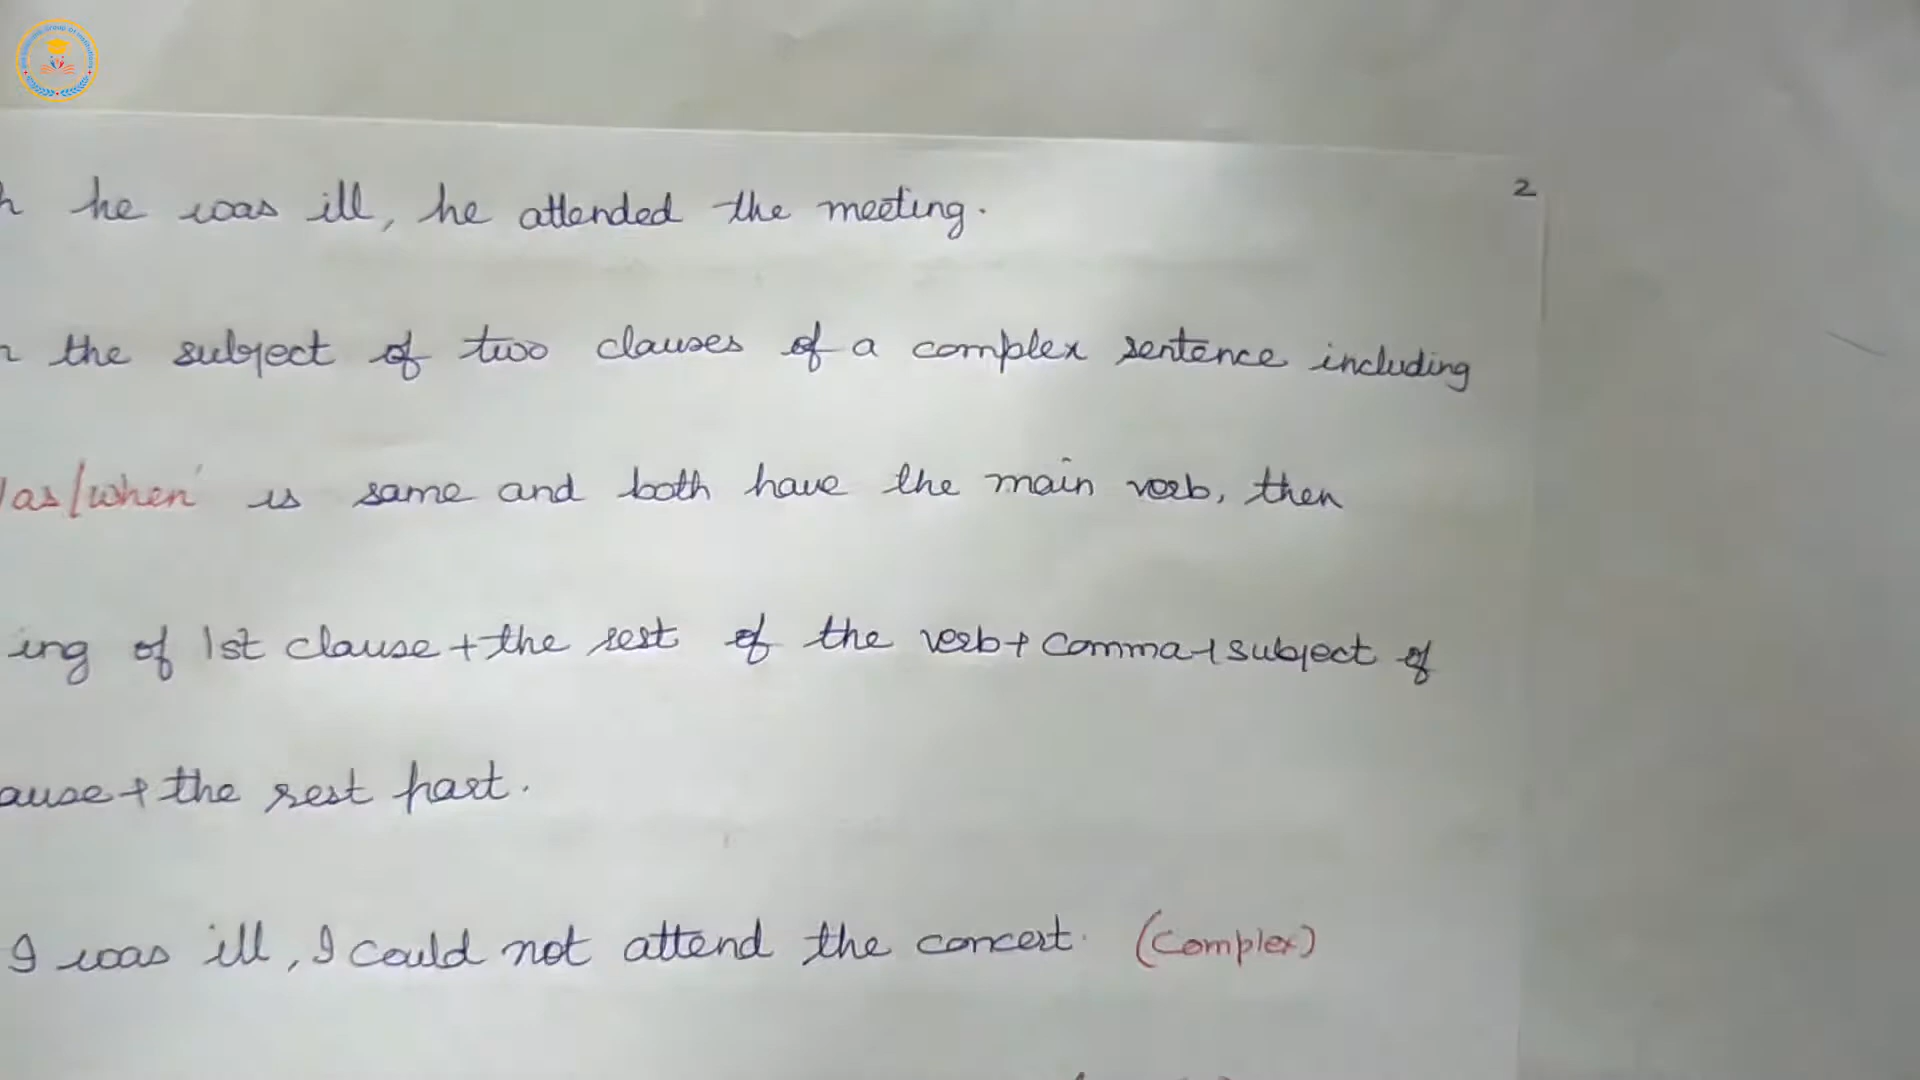 2
he was ill, he attended the meeting.
the subject of two clauses of a complex sentence including
/as/when' is same and both have the main verb, then
ing of 1st clause + the rest of the verb + comma + subject of
ause + the rest part.
I was ill, I could not attend the concert. (Complex)